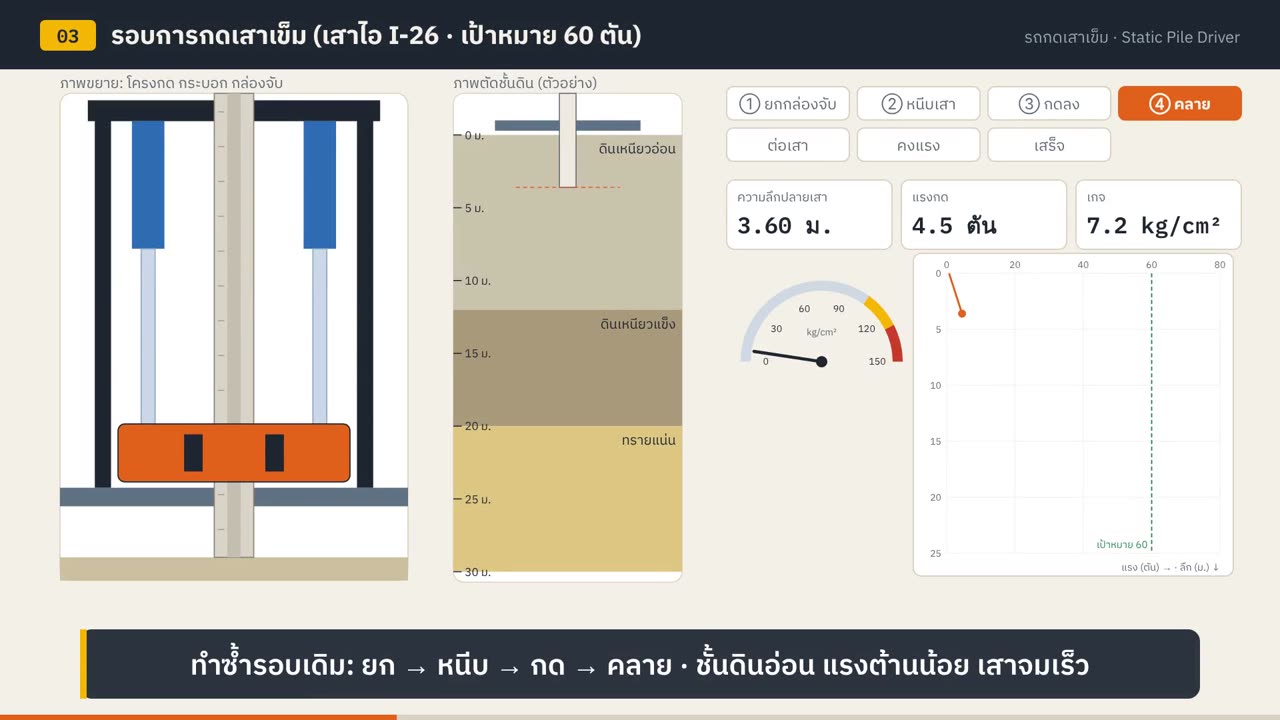 03
รอบการกดเสาเข็ม (เสาไอ I-26 · เป้าหมาย 60 ตัน)
รถกดเสาเข็ม · Static Pile Driver
ภาพขยาย: โครงกด กระบอก กล่องจับ
ภาพตัดชั้นดิน (ตัวอย่าง)
0 ม.
ดินเหนียวอ่อน
5 ม.
10 ม.
ดินเหนียวแข็ง
15 ม.
20 ม.
ทรายแน่น
25 ม.
30 ม.
① ยกกล่องจับ
② หนีบเสา
③ กดลง
④ คลาย
ต่อเสา
คงแรง
เสร็จ
ความลึกปลายเสา
3.60 ม.
แรงกด
4.5 ตัน
เกจ
7.2 kg/cm²
0
30
60
90
120
150
kg/cm²
0 20 40 60 80
0
5
10
15
20
25
เป้าหมาย 60
แรง (ตัน) → · ลึก (ม.) ↓
ทำซ้ำรอบเดิม: ยก → หนีบ → กด → คลาย · ชั้นดินอ่อน แรงต้านน้อย เสาจมเร็ว